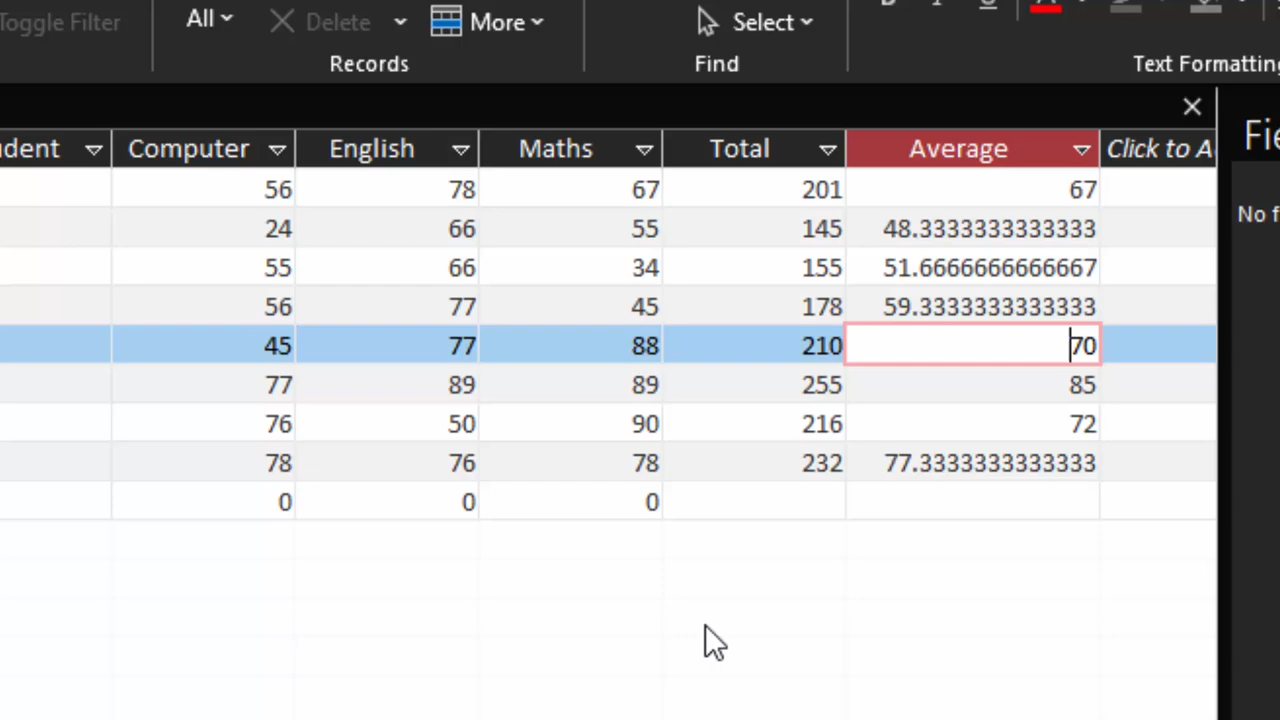 Toggle Filter
All
Delete
More
Select
Records
Find
Text Formatting
udent Computer English Maths Total Average Click to A
56 78 67 201 67
24 66 55 145 48.3333333333333
55 66 34 155 51.6666666666667
56 77 45 178 59.3333333333333
45 77 88 210 70
77 89 89 255 85
76 50 90 216 72
78 76 78 232 77.3333333333333
0 0 0
Fie
No f